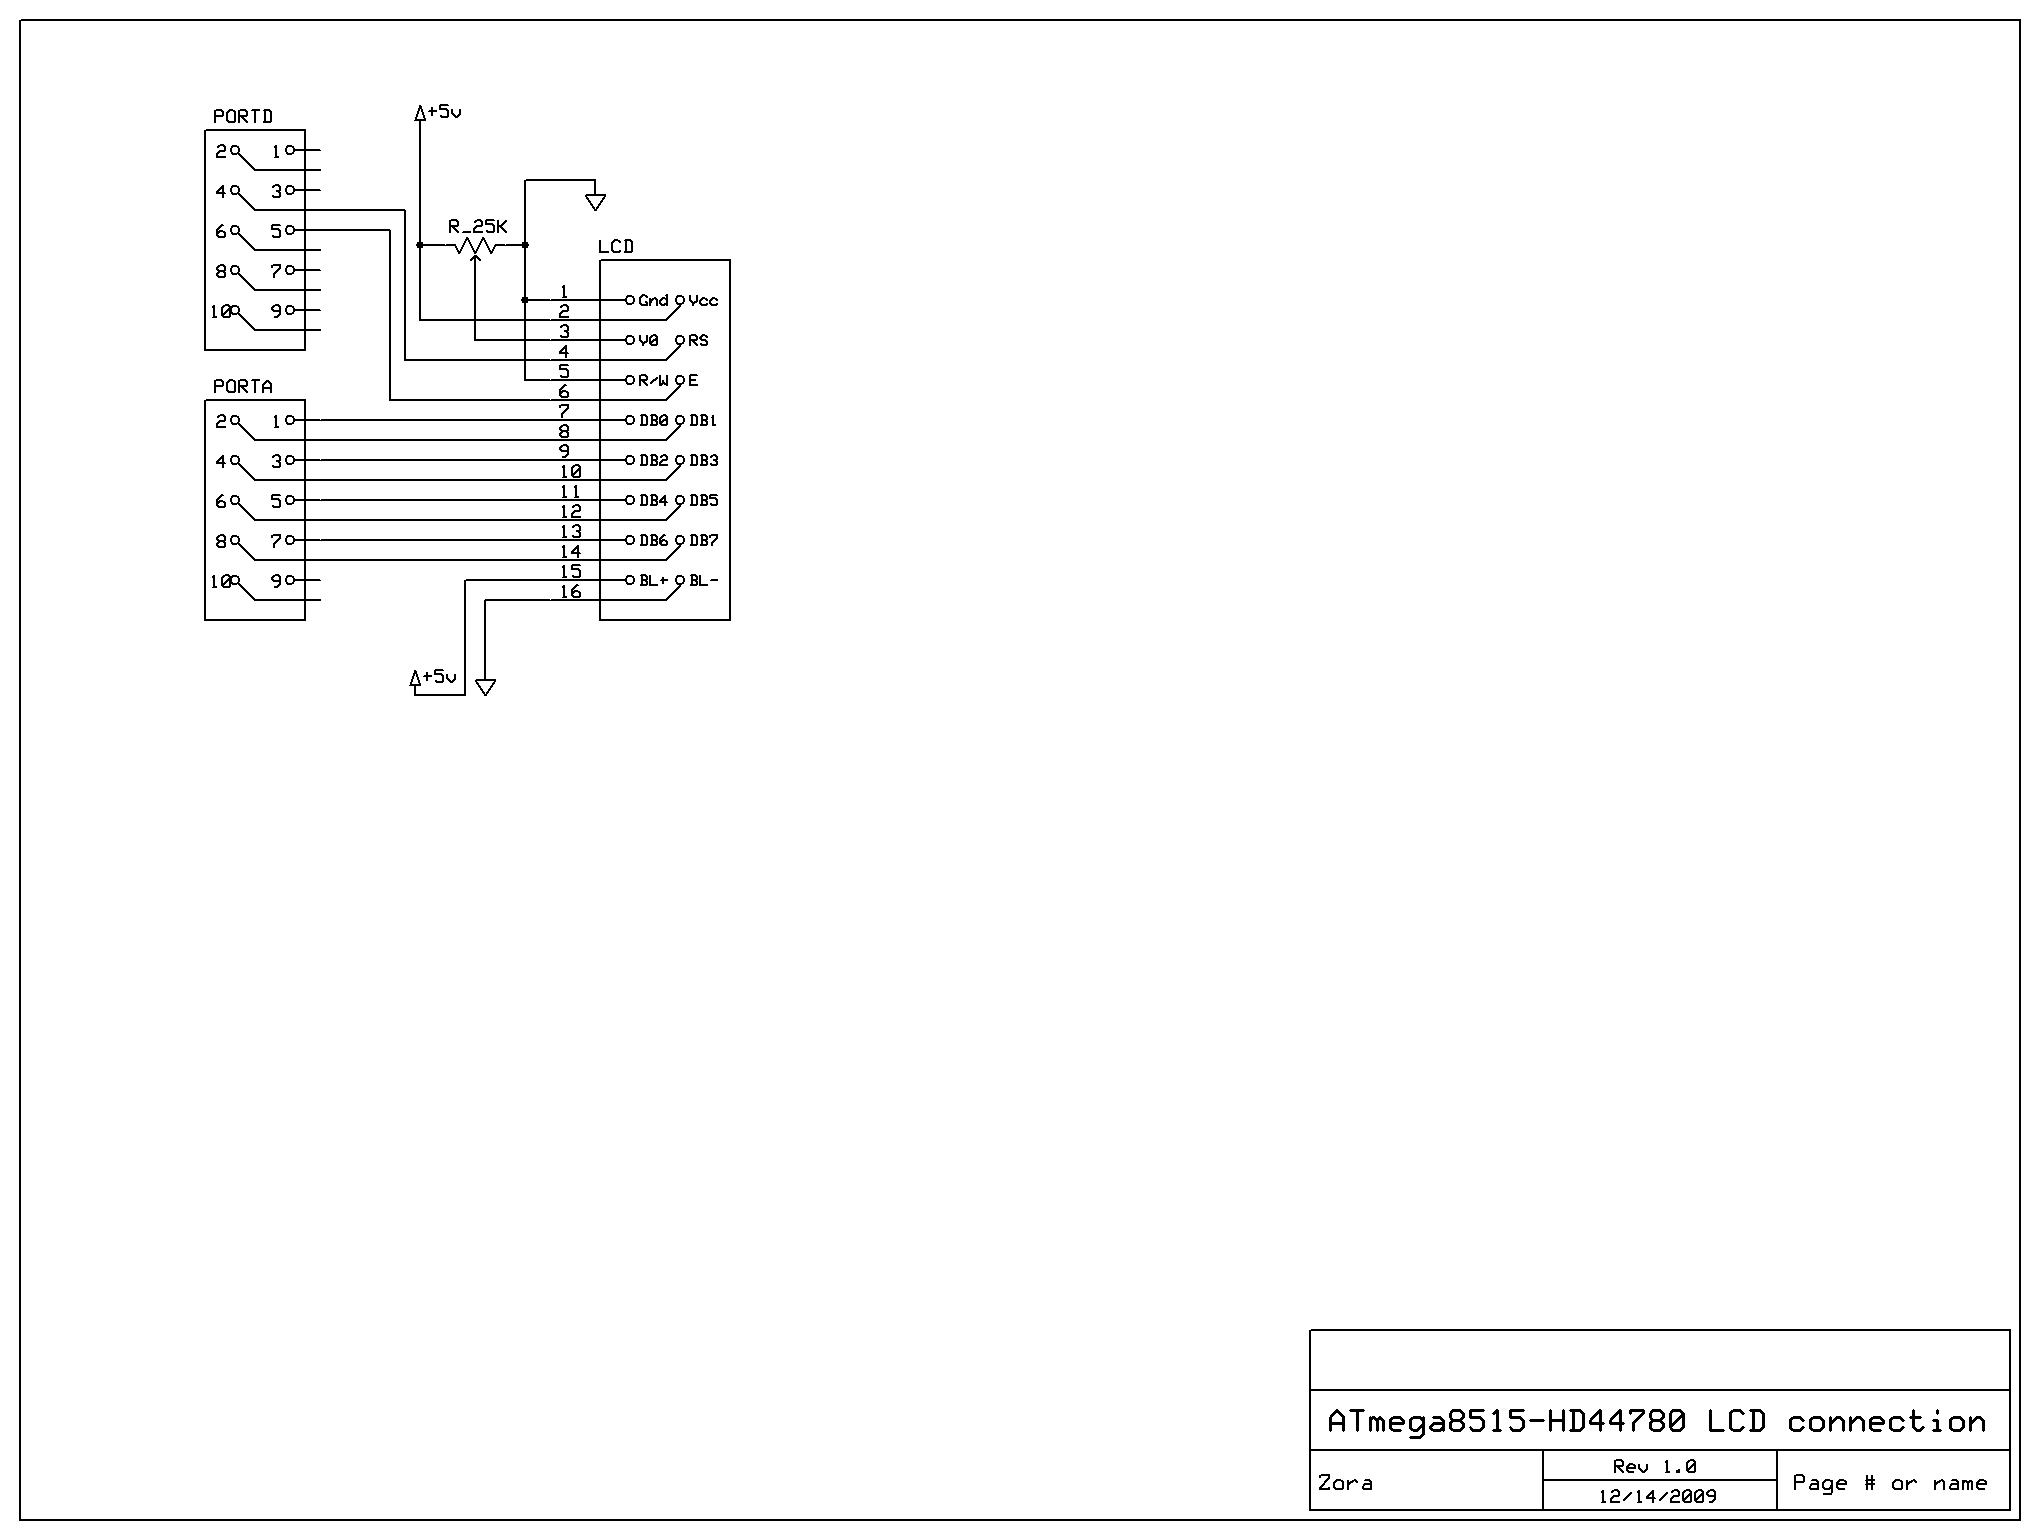 PORTD
2 1
4 3
6 5
8 7
10 9
+5v
R_25K
LCD
1 Gnd Vcc
2
3 V0 RS
4
5 R/W E
6
7 DB0 DB1
8
9 DB2 DB3
10
11 DB4 DB5
12
13 DB6 DB7
14
15 BL+ BL-
16
PORTA
2 1
4 3
6 5
8 7
10 9
+5v
ATmega8515-HD44780 LCD connection
Zora
Rev 1.0
12/14/2009
Page # or name